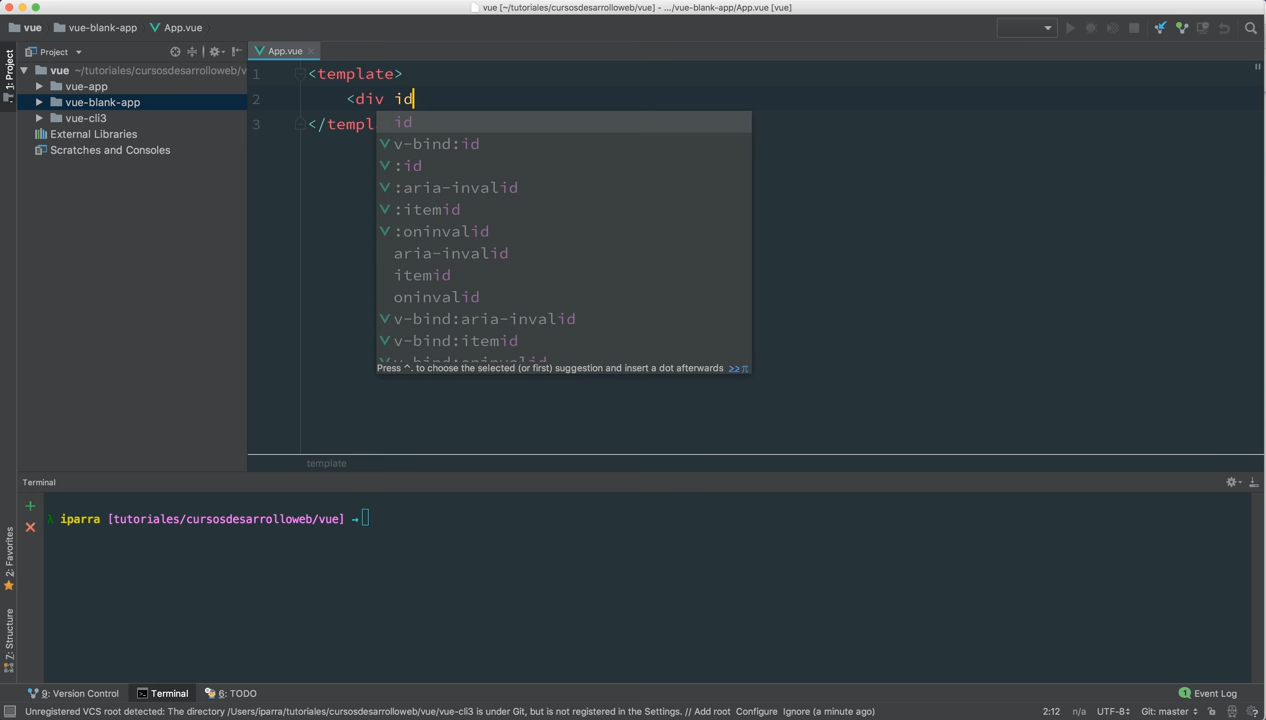 vue [~/tutoriales/cursosdesarrolloweb/vue] - .../vue-blank-app/App.vue [vue]
vue vue-blank-app App.vue
1: Project
Project
App.vue
vue ~/tutoriales/cursosdesarrolloweb/v
vue-app
vue-blank-app
vue-cli3
External Libraries
Scratches and Consoles
1 <template>
2 <div id
3 </templ
id
v-bind:id
:id
:aria-invalid
:itemid
:oninvalid
aria-invalid
itemid
oninvalid
v-bind:aria-invalid
v-bind:itemid
v-bind:oninvalid
Press ^. to choose the selected (or first) suggestion and insert a dot afterwards >> π
template
Terminal
λ iparra [tutoriales/cursosdesarrolloweb/vue] →
2: Favorites
Z: Structure
9: Version Control Terminal 6: TODO 1 Event Log
Unregistered VCS root detected: The directory /Users/iparra/tutoriales/cursosdesarrolloweb/vue/vue-cli3 is under Git, but is not registered in the Settings. // Add root Configure Ignore (a minute ago) 2:12 n/a UTF-8 Git: master